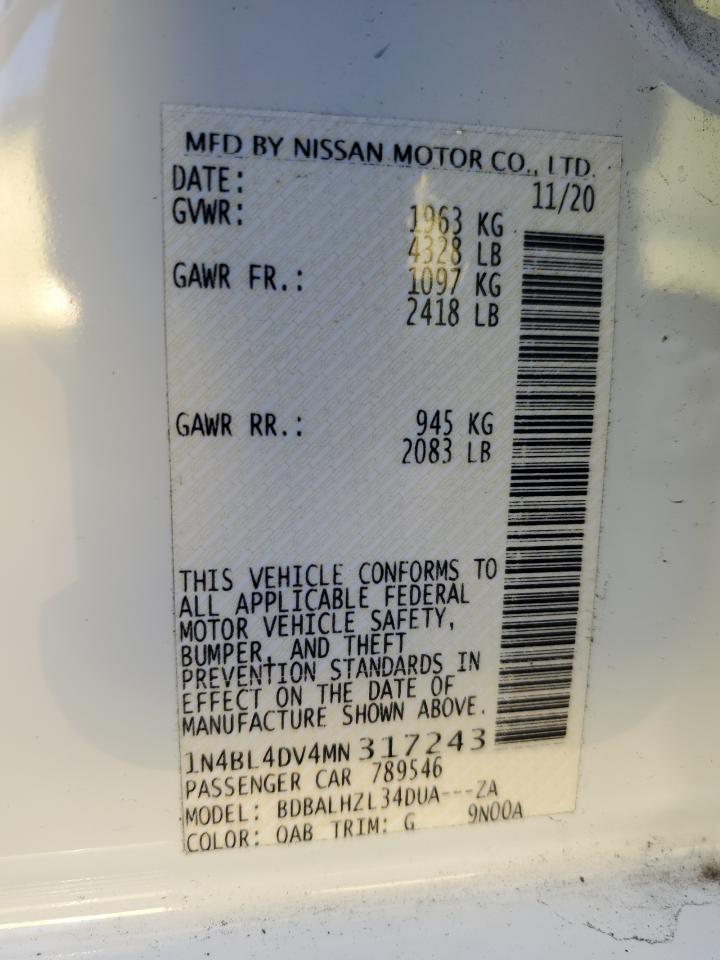 MFD BY NISSAN MOTOR CO., LTD.
DATE: 11/20
GVWR: 1963 KG
4328 LB
GAWR FR.: 1097 KG
2418 LB
GAWR RR.: 945 KG
2083 LB
THIS VEHICLE CONFORMS TO
ALL APPLICABLE FEDERAL
MOTOR VEHICLE SAFETY,
BUMPER, AND THEFT
PREVENTION STANDARDS IN
EFFECT ON THE DATE OF
MANUFACTURE SHOWN ABOVE.
1N4BL4DV4MN317243
PASSENGER CAR 789546
MODEL: BDBALHZL34DUA---ZA
COLOR: QAB TRIM: G 9N00A